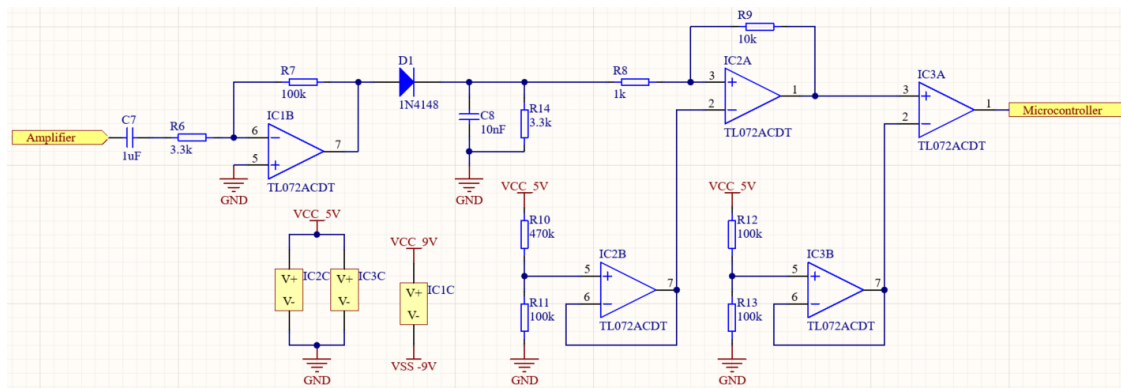 R9
10k
R7
100k
D1
1N4148
R8
1k
IC2A
3
2
1
TL072ACDT
IC3A
3
2
1
TL072ACDT
Microcontroller
Amplifier
C7
1uF
R6
3.3k
IC1B
6
5
7
TL072ACDT
GND
C8
10nF
R14
3.3k
GND
VCC_5V
V+
V-
IC2C
V+
V-
IC3C
GND
VCC_9V
V+
V-
IC1C
VSS -9V
VCC_5V
R10
470k
R11
100k
GND
IC2B
5
6
7
TL072ACDT
VCC_5V
R12
100k
R13
100k
GND
IC3B
5
6
7
TL072ACDT